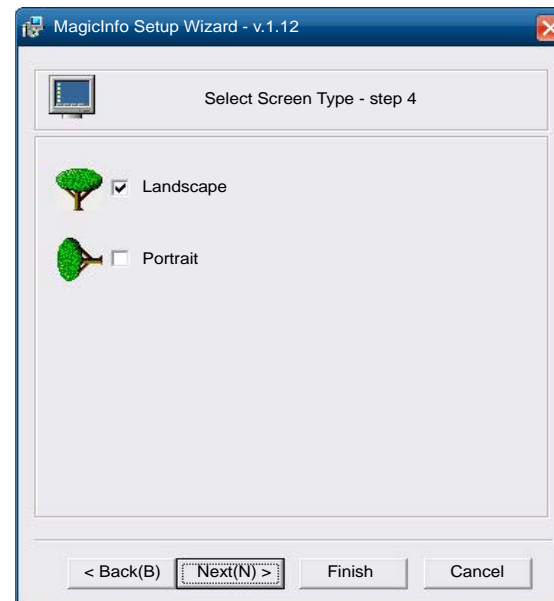 MagicInfo Setup Wizard - v.1.12
Select Screen Type - step 4
Landscape
Portrait
< Back(B) Next(N) > Finish Cancel